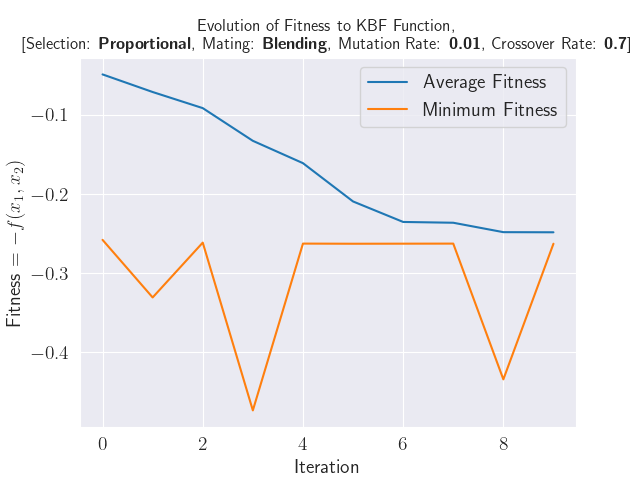 Evolution of Fitness to KBF Function,
[Selection: Proportional, Mating: Blending, Mutation Rate: 0.01, Crossover Rate: 0.7]
Average Fitness
Minimum Fitness
Fitness = −f(x₁, x₂)
−0.1
−0.2
−0.3
−0.4
0 2 4 6 8
Iteration